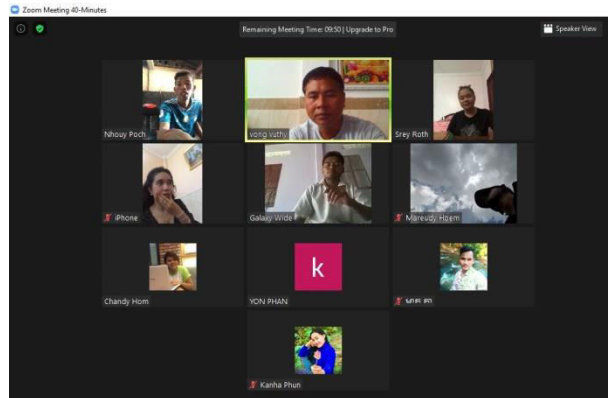 Zoom Meeting 40-Minutes
Remaining Meeting Time: 09:50 | Upgrade to Pro
Speaker View
Nhouy Poch
vong vuthy
Srey Roth
iPhone
Galaxy Wide
Mareudy Hoem
Chandy Hom
k
YON PHAN
Kanha Phun